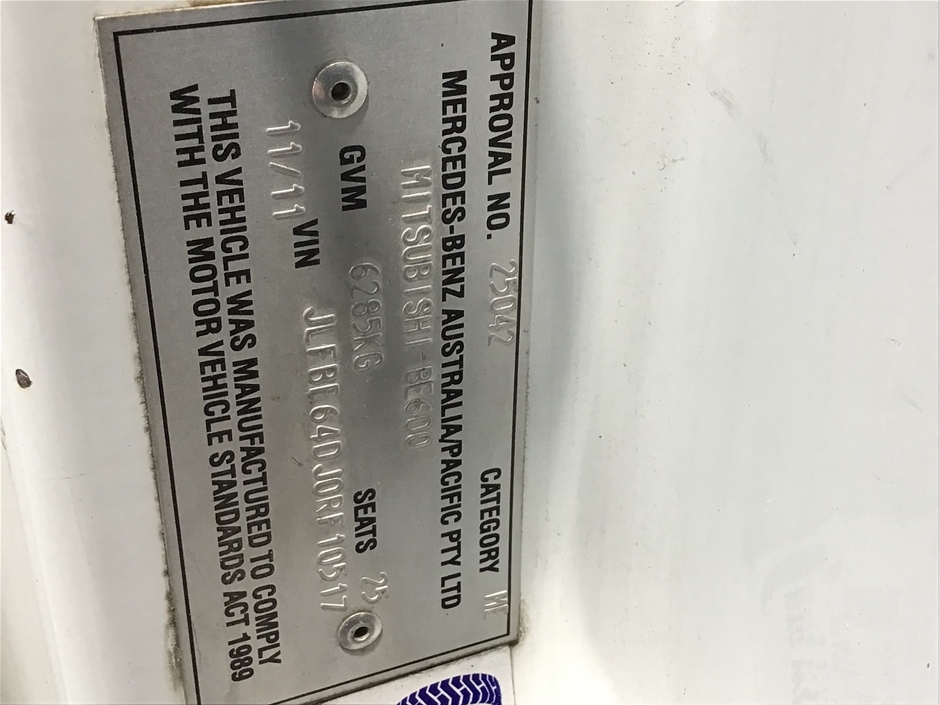 APPROVAL NO. 25042 CATEGORY ME
MERCEDES-BENZ AUSTRALIA/PACIFIC PTY LTD
MITSUBISHI-BE600
GVM 6285KG SEATS 25
11/11 VIN JLFBE64DJ0RF10517
THIS VEHICLE WAS MANUFACTURED TO COMPLY
WITH THE MOTOR VEHICLE STANDARDS ACT 1989